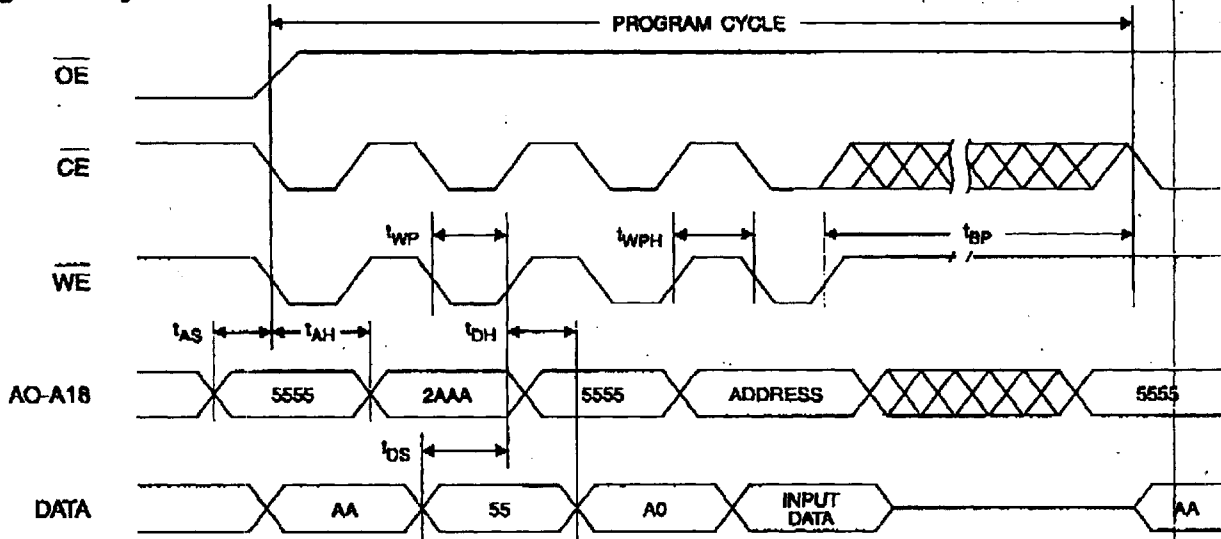 PROGRAM CYCLE
OE
CE
tWP
tWPH
tBP
WE
tAS
tAH
tDH
AO-A18
5555
2AAA
5555
ADDRESS
5555
tDS
DATA
AA
55
A0
INPUT
DATA
AA